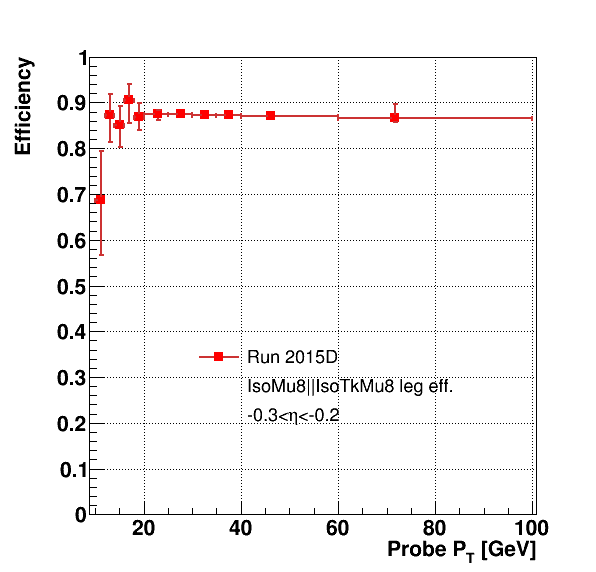 Efficiency
1
0.9
0.8
0.7
0.6
0.5
0.4
0.3
0.2
0.1
0
Run 2015D
IsoMu8||IsoTkMu8 leg eff.
-0.3<η<-0.2
20 40 60 80 100
Probe P_T [GeV]